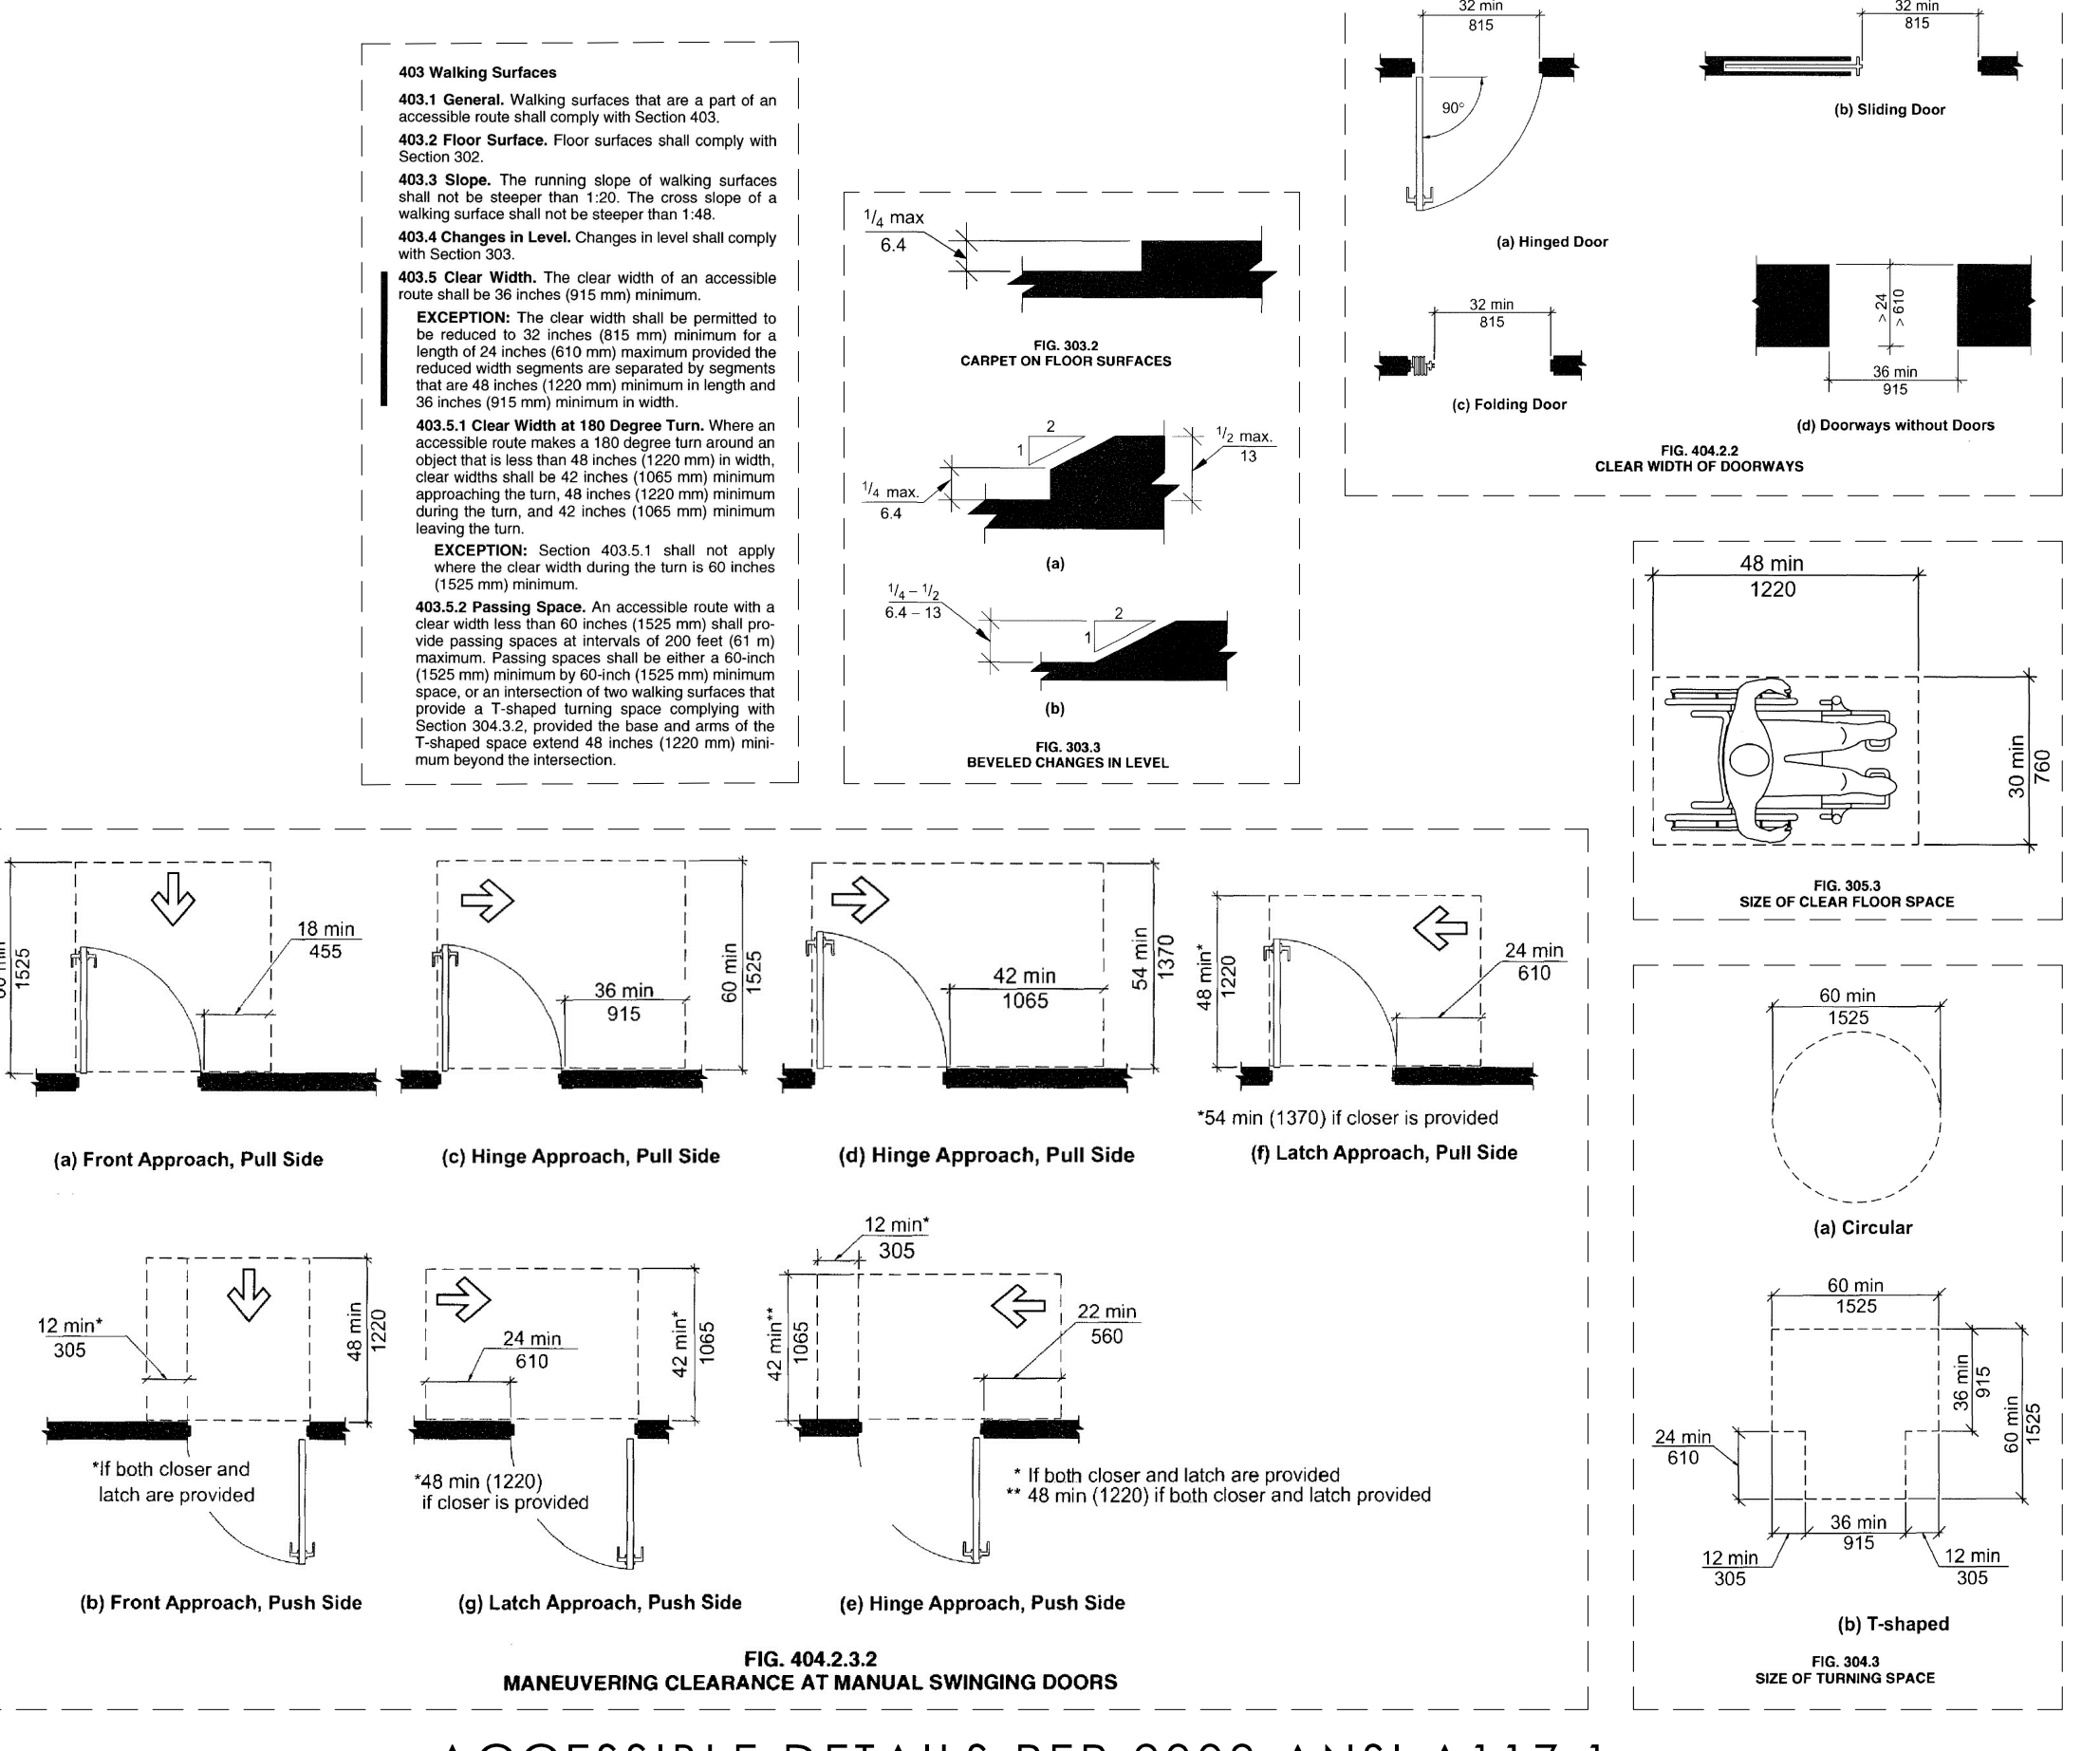 403 Walking Surfaces
403.1 General. Walking surfaces that are a part of an
accessible route shall comply with Section 403.
403.2 Floor Surface. Floor surfaces shall comply with
Section 302.
403.3 Slope. The running slope of walking surfaces
shall not be steeper than 1:20. The cross slope of a
walking surface shall not be steeper than 1:48.
403.4 Changes in Level. Changes in level shall comply
with Section 303.
403.5 Clear Width. The clear width of an accessible
route shall be 36 inches (915 mm) minimum.
EXCEPTION: The clear width shall be permitted to
be reduced to 32 inches (815 mm) minimum for a
length of 24 inches (610 mm) maximum provided the
reduced width segments are separated by segments
that are 48 inches (1220 mm) minimum in length and
36 inches (915 mm) minimum in width.
403.5.1 Clear Width at 180 Degree Turn. Where an
accessible route makes a 180 degree turn around an
object that is less than 48 inches (1220 mm) in width,
clear widths shall be 42 inches (1065 mm) minimum
approaching the turn, 48 inches (1220 mm) minimum
during the turn, and 42 inches (1065 mm) minimum
leaving the turn.
EXCEPTION: Section 403.5.1 shall not apply
where the clear width during the turn is 60 inches
(1525 mm) minimum.
403.5.2 Passing Space. An accessible route with a
clear width less than 60 inches (1525 mm) shall pro-
vide passing spaces at intervals of 200 feet (61 m)
maximum. Passing spaces shall be either a 60-inch
(1525 mm) minimum by 60-inch (1525 mm) minimum
space, or an intersection of two walking surfaces that
provide a T-shaped turning space complying with
Section 304.3.2, provided the base and arms of the
T-shaped space extend 48 inches (1220 mm) mini-
mum beyond the intersection.
1/4 max
6.4
FIG. 303.2
CARPET ON FLOOR SURFACES
2
1
1/2 max.
13
1/4 max.
6.4
(a)
1/4 – 1/2
6.4 – 13
2
1
(b)
FIG. 303.3
BEVELED CHANGES IN LEVEL
32 min
815
90°
(a) Hinged Door
32 min
815
(b) Sliding Door
32 min
815
(c) Folding Door
> 24
> 610
36 min
915
(d) Doorways without Doors
FIG. 404.2.2
CLEAR WIDTH OF DOORWAYS
48 min
1220
30 min
760
FIG. 305.3
SIZE OF CLEAR FLOOR SPACE
1525
18 min
455
(a) Front Approach, Pull Side
36 min
915
60 min
1525
(c) Hinge Approach, Pull Side
42 min
1065
54 min
1370
(d) Hinge Approach, Pull Side
48 min*
1220
24 min
610
*54 min (1370) if closer is provided
(f) Latch Approach, Pull Side
12 min*
305
48 min
1220
*If both closer and
latch are provided
(b) Front Approach, Push Side
24 min
610
42 min*
1065
*48 min (1220)
if closer is provided
(g) Latch Approach, Push Side
12 min*
305
42 min**
1065
22 min
560
* If both closer and latch are provided
** 48 min (1220) if both closer and latch provided
(e) Hinge Approach, Push Side
FIG. 404.2.3.2
MANEUVERING CLEARANCE AT MANUAL SWINGING DOORS
60 min
1525
(a) Circular
60 min
1525
36 min
915
60 min
1525
24 min
610
36 min
915
12 min
305
12 min
305
(b) T-shaped
FIG. 304.3
SIZE OF TURNING SPACE
ACCESSIBLE DETAILS PER